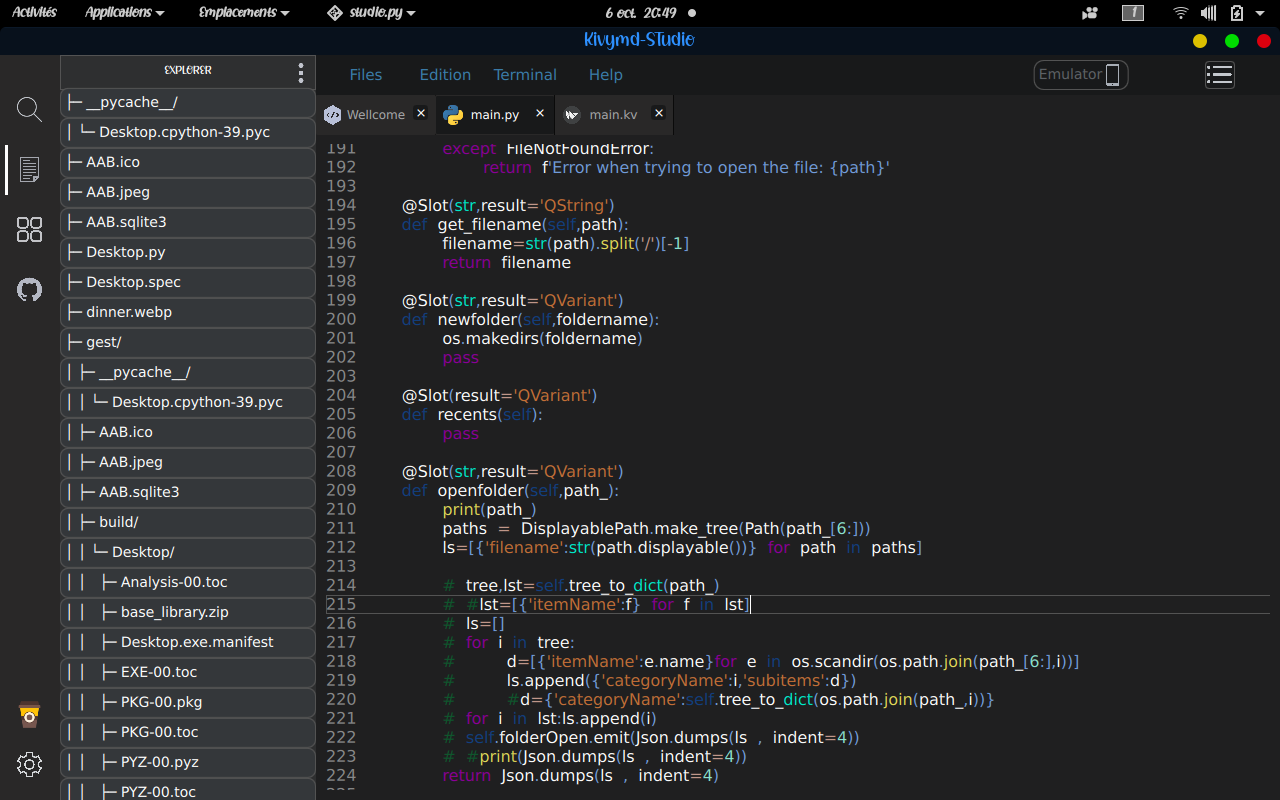 Activités Applications Emplacements studio.py 6 oct. 20:49 1
Kivymd-Studio
EXPLORER
├─ __pycache__/
│ └─ Desktop.cpython-39.pyc
├─ AAB.ico
├─ AAB.jpeg
├─ AAB.sqlite3
├─ Desktop.py
├─ Desktop.spec
├─ dinner.webp
├─ gest/
│ ├─ __pycache__/
│ │ └─ Desktop.cpython-39.pyc
│ ├─ AAB.ico
│ ├─ AAB.jpeg
│ ├─ AAB.sqlite3
│ ├─ build/
│ │ └─ Desktop/
│ │ ├─ Analysis-00.toc
│ │ ├─ base_library.zip
│ │ ├─ Desktop.exe.manifest
│ │ ├─ EXE-00.toc
│ │ ├─ PKG-00.pkg
│ │ ├─ PKG-00.toc
│ │ ├─ PYZ-00.pyz
│ │ ├─ PYZ-00.toc
Files Edition Terminal Help Emulator
Wellcome ✕ main.py ✕ main.kv ✕
191 except FileNotFoundError:
192 return f'Error when trying to open the file: {path}'
193
194 @Slot(str,result='QString')
195 def get_filename(self,path):
196 filename=str(path).split('/')[-1]
197 return filename
198
199 @Slot(str,result='QVariant')
200 def newfolder(self,foldername):
201 os.makedirs(foldername)
202 pass
203
204 @Slot(result='QVariant')
205 def recents(self):
206 pass
207
208 @Slot(str,result='QVariant')
209 def openfolder(self,path_):
210 print(path_)
211 paths = DisplayablePath.make_tree(Path(path_[6:]))
212 ls=[{'filename':str(path.displayable())} for path in paths]
213
214 # tree,lst=self.tree_to_dict(path_)
215 # #lst=[{'itemName':f} for f in lst]
216 # ls=[]
217 # for i in tree:
218 # d=[{'itemName':e.name}for e in os.scandir(os.path.join(path_[6:],i))]
219 # ls.append({'categoryName':i,'subitems':d})
220 # #d={'categoryName':self.tree_to_dict(os.path.join(path_,i))}
221 # for i in lst:ls.append(i)
222 # self.folderOpen.emit(Json.dumps(ls , indent=4))
223 # #print(Json.dumps(ls , indent=4))
224 return Json.dumps(ls , indent=4)